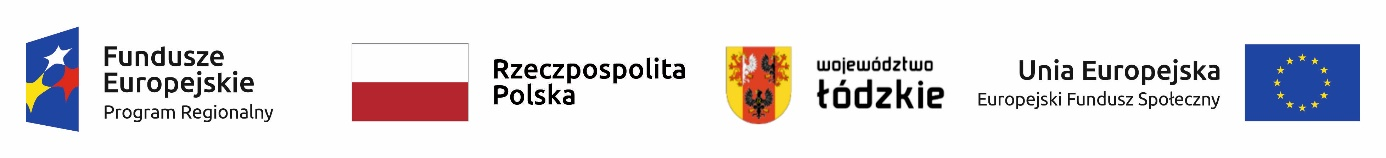 Fundusze
Europejskie
Program Regionalny
Rzeczpospolita
Polska
województwo
łódzkie
Unia Europejska
Europejski Fundusz Społeczny